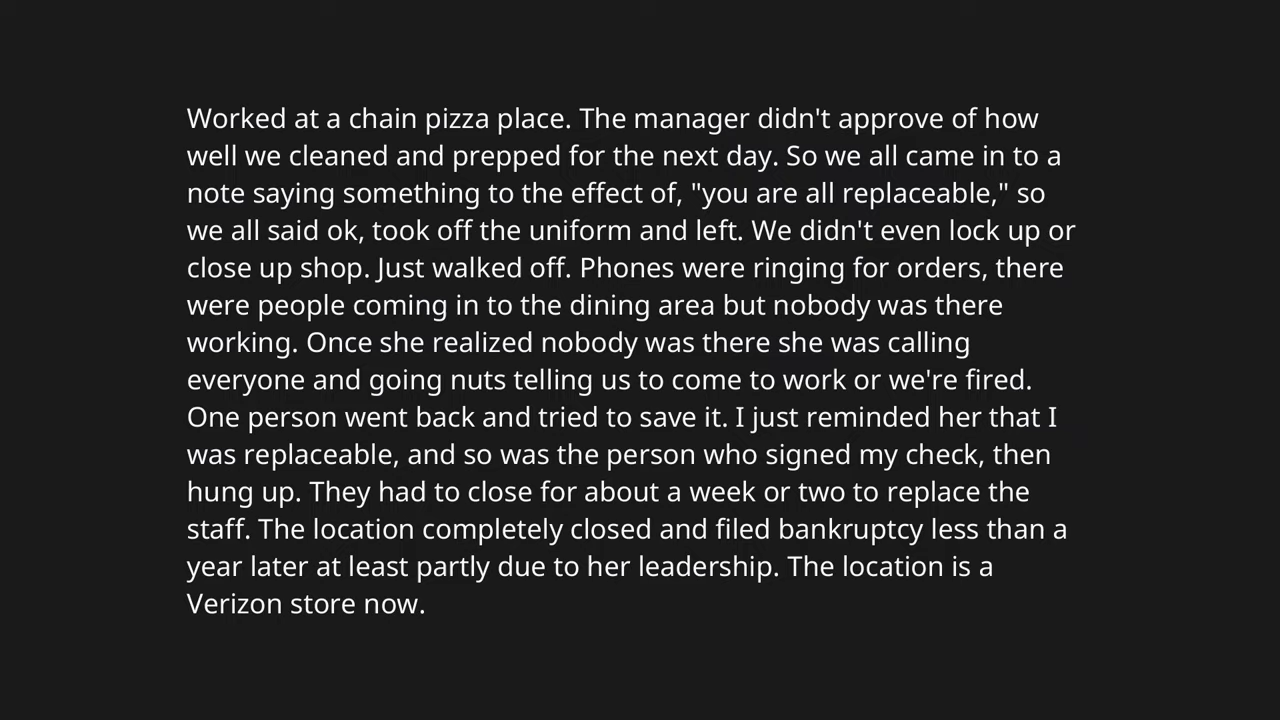 Worked at a chain pizza place. The manager didn't approve of how
well we cleaned and prepped for the next day. So we all came in to a
note saying something to the effect of, "you are all replaceable," so
we all said ok, took off the uniform and left. We didn't even lock up or
close up shop. Just walked off. Phones were ringing for orders, there
were people coming in to the dining area but nobody was there
working. Once she realized nobody was there she was calling
everyone and going nuts telling us to come to work or we're fired.
One person went back and tried to save it. I just reminded her that I
was replaceable, and so was the person who signed my check, then
hung up. They had to close for about a week or two to replace the
staff. The location completely closed and filed bankruptcy less than a
year later at least partly due to her leadership. The location is a
Verizon store now.